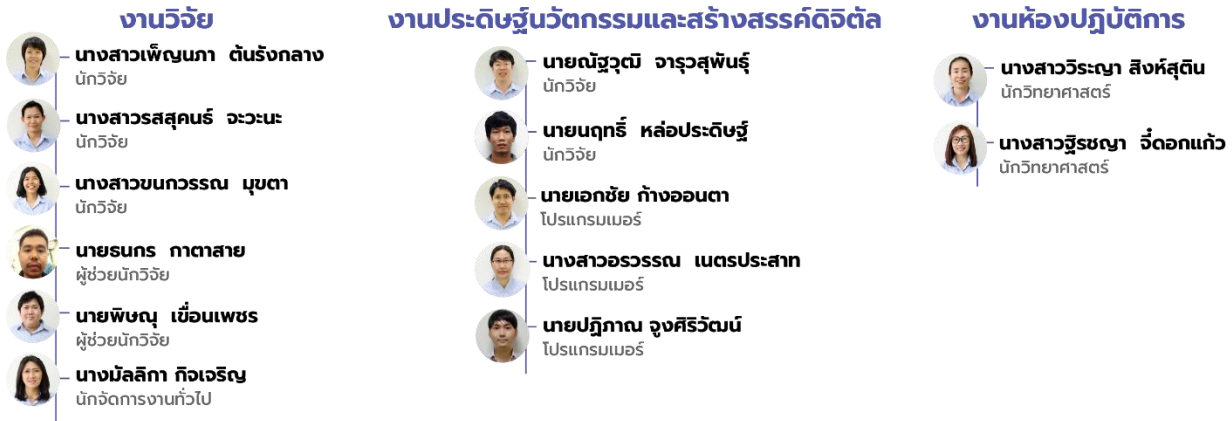 งานวิจัย
นางสาวเพ็ญนภา ต้นรังกลาง
นักวิจัย
นางสาวรสสุคนธ์ จะวะนะ
นักวิจัย
นางสาวขนกวรรณ มุขตา
นักวิจัย
นายธนกร กาตาสาย
ผู้ช่วยนักวิจัย
นายพิษณุ เขื่อนเพชร
ผู้ช่วยนักวิจัย
นางมัลลิกา กิจเจริญ
นักจัดการงานทั่วไป
งานประดิษฐ์นวัตกรรมและสร้างสรรค์ดิจิตัล
นายณัฐวุฒิ จารุวสุพันธุ์
นักวิจัย
นายนฤทธิ์ หล่อประดิษฐ์
นักวิจัย
นายเอกชัย ก้างออนตา
โปรแกรมเมอร์
นางสาวอรวรรณ เนตรประสาท
โปรแกรมเมอร์
นายปฏิภาณ จูงศิริวัฒน์
โปรแกรมเมอร์
งานห้องปฏิบัติการ
นางสาววิระญา สิงห์สุติน
นักวิทยาศาสตร์
นางสาวฐิรชญา จี๋ดอกแก้ว
นักวิทยาศาสตร์